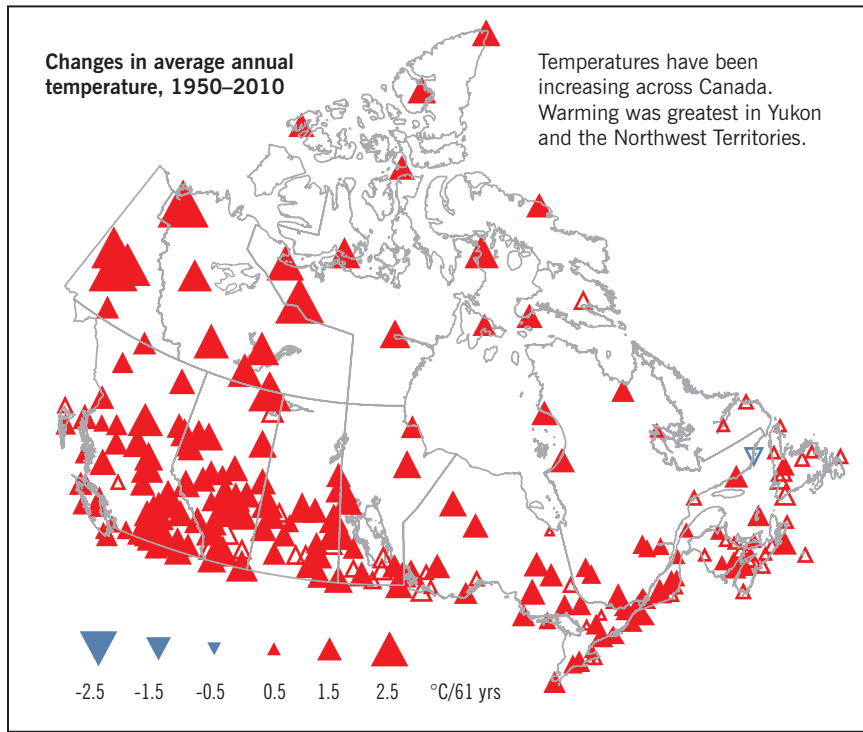 Changes in average annual
temperature, 1950–2010
Temperatures have been
increasing across Canada.
Warming was greatest in Yukon
and the Northwest Territories.
-2.5 -1.5 -0.5 0.5 1.5 2.5 °C/61 yrs